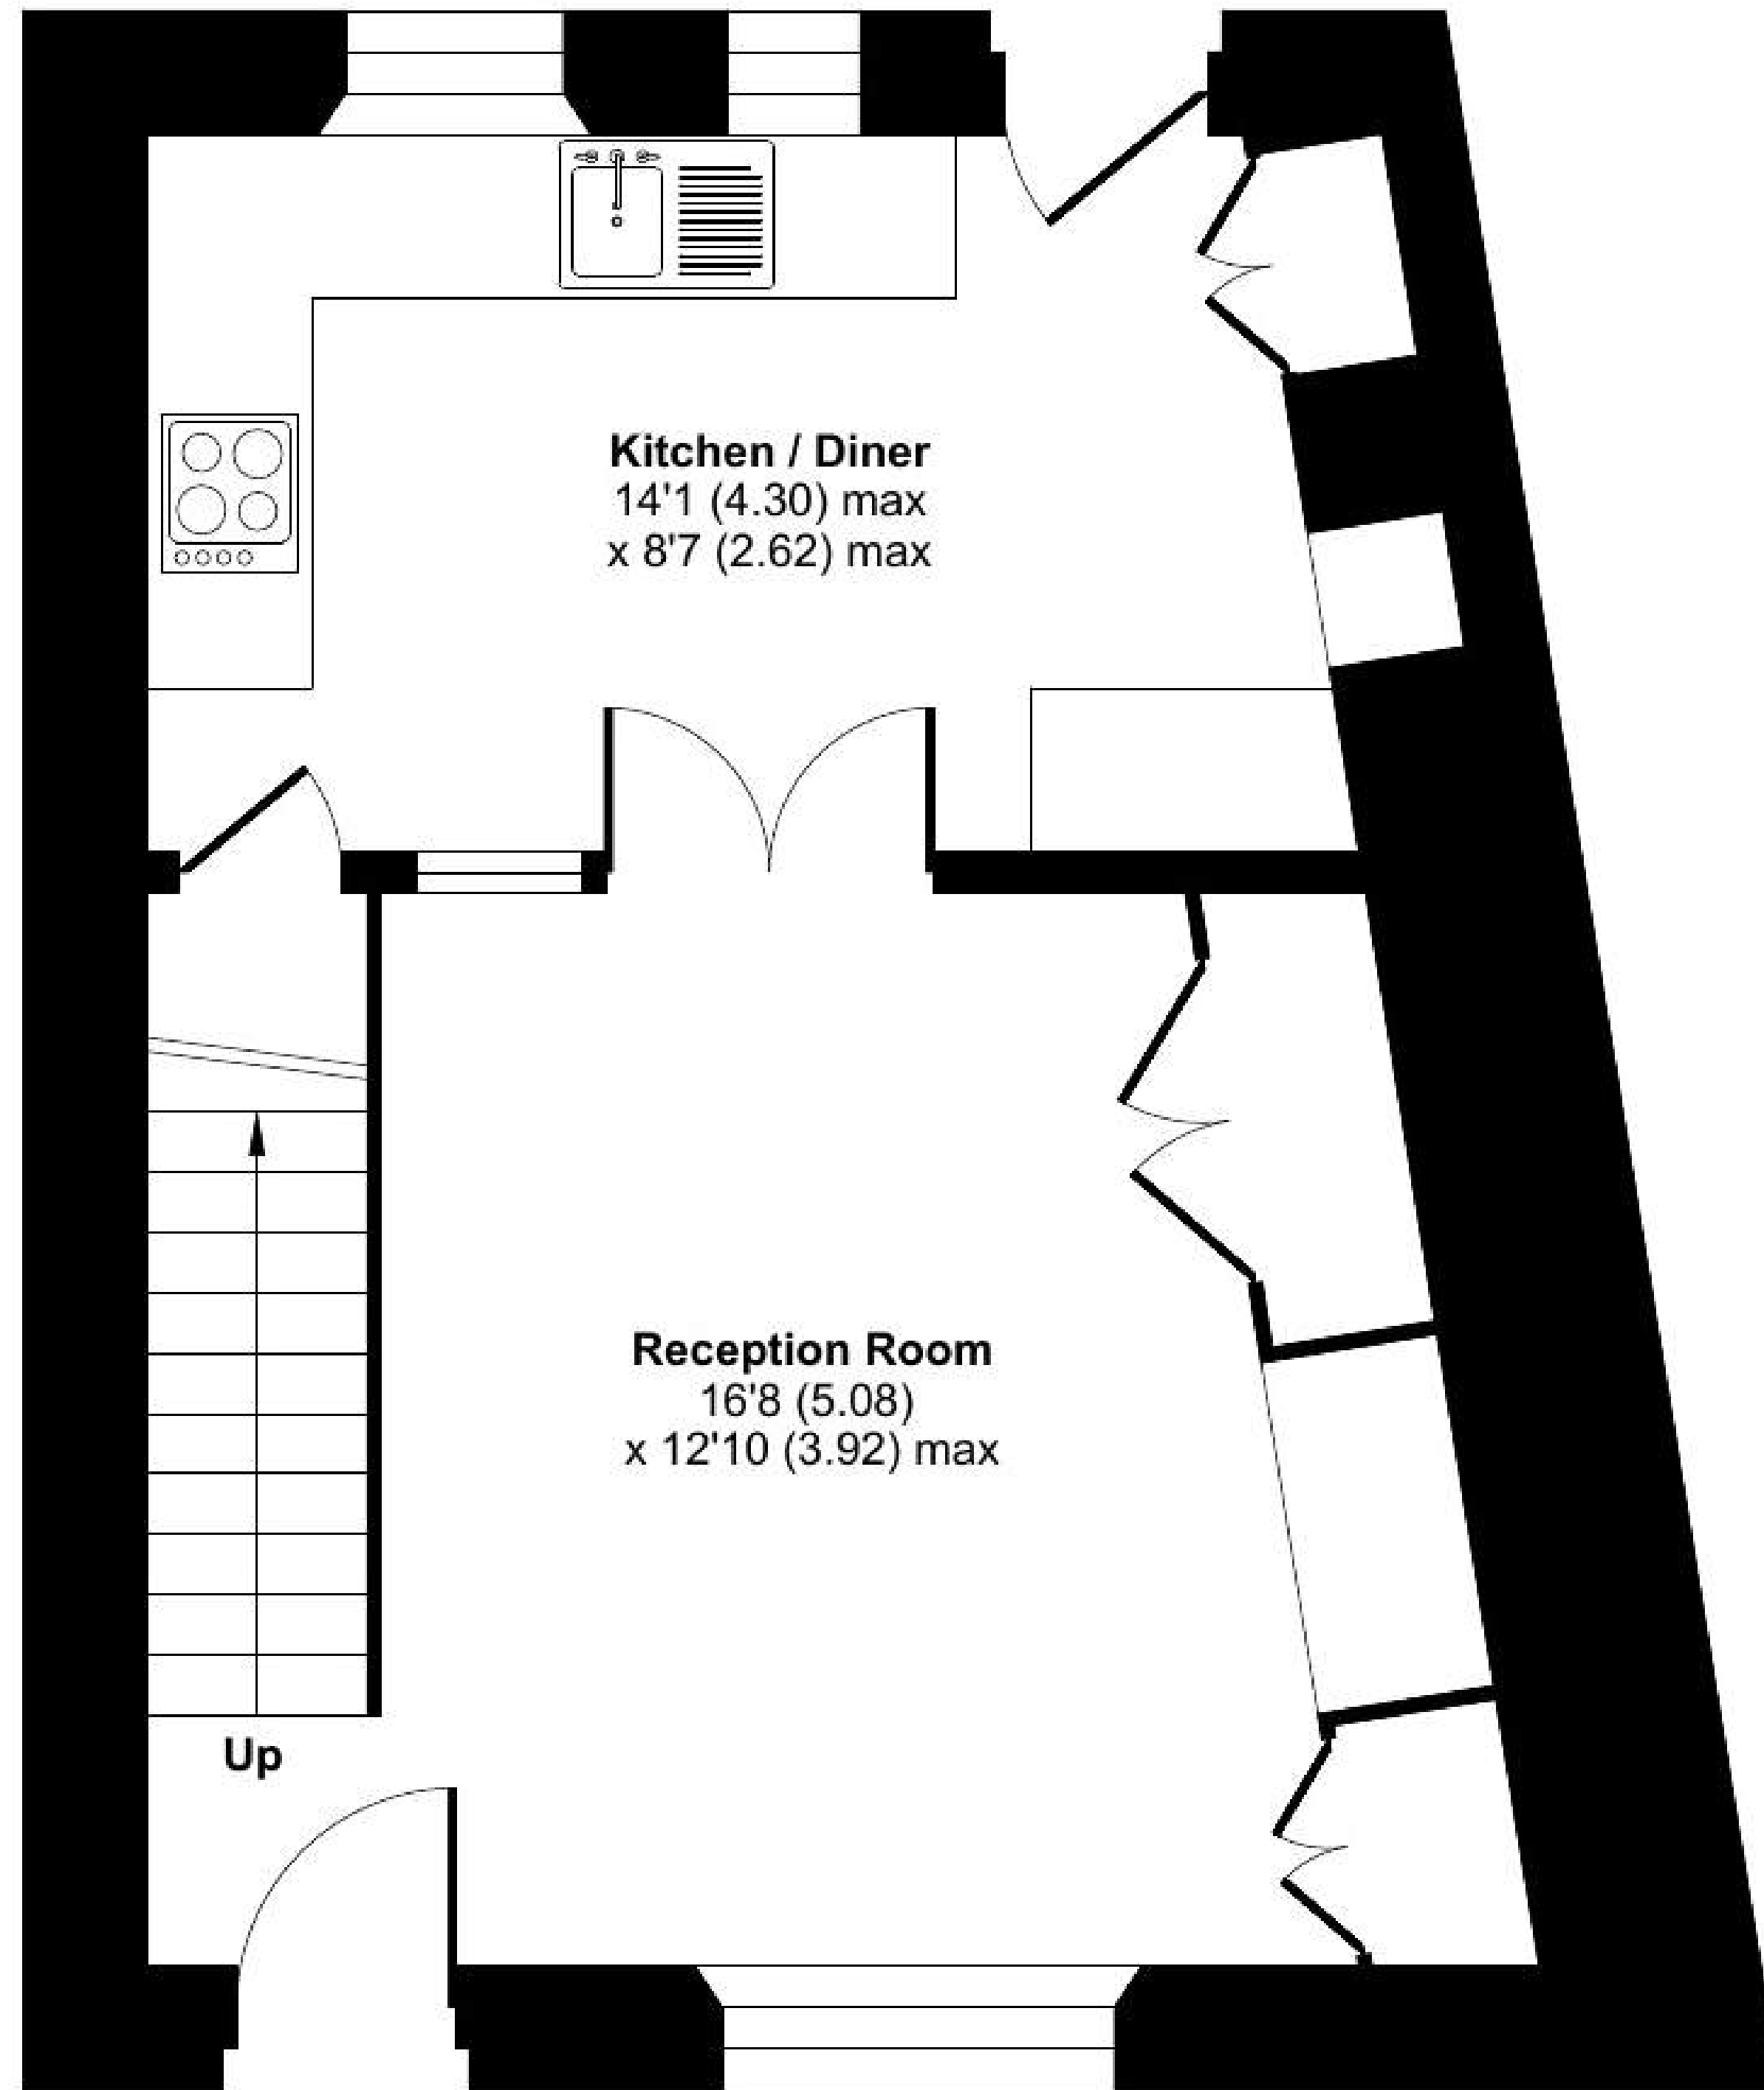 Kitchen / Diner
14'1 (4.30) max
x 8'7 (2.62) max
Reception Room
16'8 (5.08)
x 12'10 (3.92) max
Up